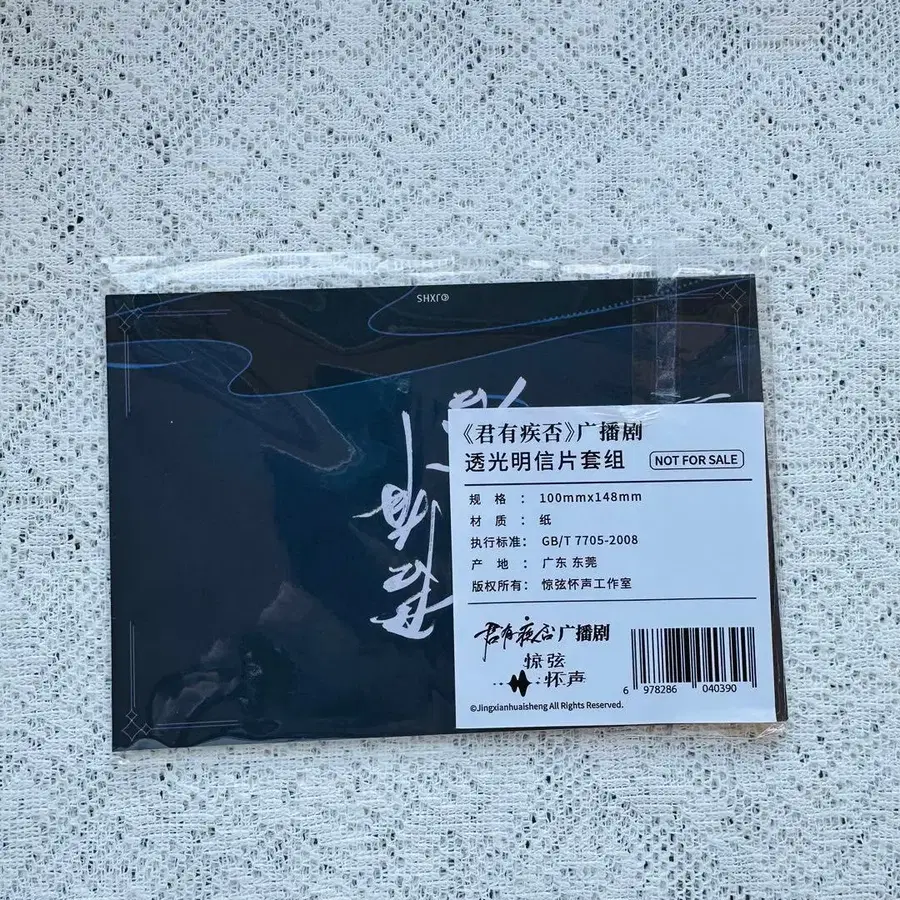 ©JXHS
《君有疾否》广播剧
透光明信片套组
NOT FOR SALE
规 格 : 100mmx148mm
材 质 : 纸
执行标准: GB/T 7705-2008
产 地 : 广东 东莞
版权所有: 惊弦怀声工作室
君有疾否广播剧
惊弦
怀声
©Jingxianhuaisheng All Rights Reserved.
6 978286 040390